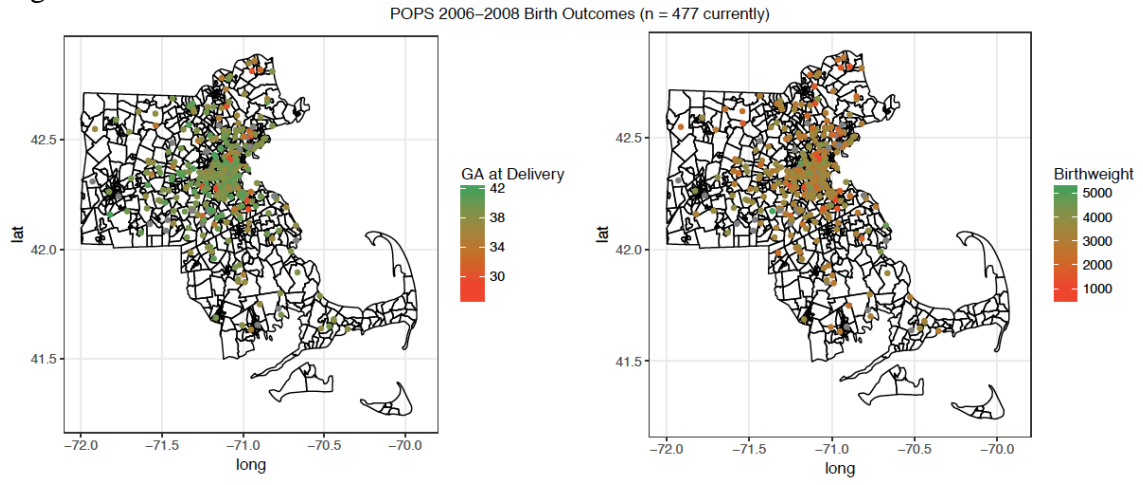 POPS 2006–2008 Birth Outcomes (n = 477 currently)
42.5
42.0
41.5
lat
−72.0 −71.5 −71.0 −70.5 −70.0
long
GA at Delivery
42
38
34
30
42.5
42.0
41.5
lat
−72.0 −71.5 −71.0 −70.5 −70.0
long
Birthweight
5000
4000
3000
2000
1000